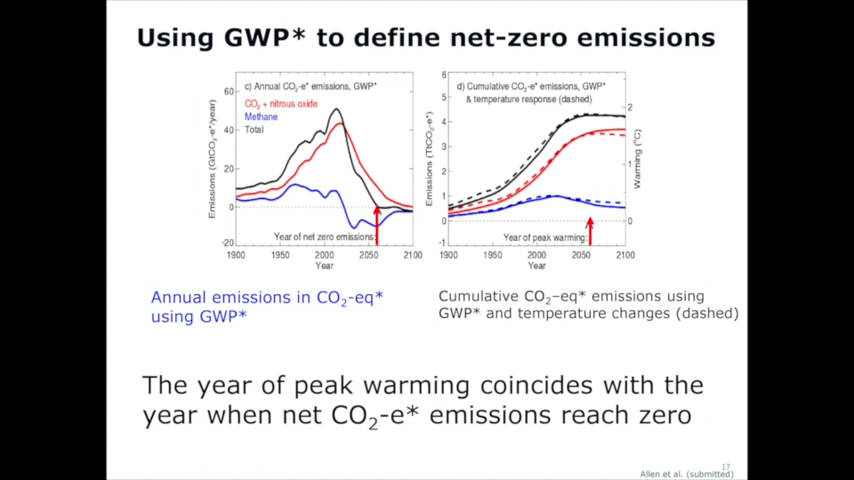 Using GWP* to define net-zero emissions
c) Annual CO2-e* emissions, GWP*
CO2 + nitrous oxide
Methane
Total
Emissions (GtCO2-e*/year)
60
40
20
0
-20
Year of net zero emissions:
1900 1950 2000 2050 2100
Year
d) Cumulative CO2-e* emissions, GWP*
& temperature response (dashed)
Emissions (TtCO2-e*)
6
5
4
3
2
1
0
-1
Warming (°C)
2
1
0
Year of peak warming:
1900 1950 2000 2050 2100
Year
Annual emissions in CO2-eq*
using GWP*
Cumulative CO2–eq* emissions using
GWP* and temperature changes (dashed)
The year of peak warming coincides with the
year when net CO2-e* emissions reach zero
17
Allen et al. (submitted)